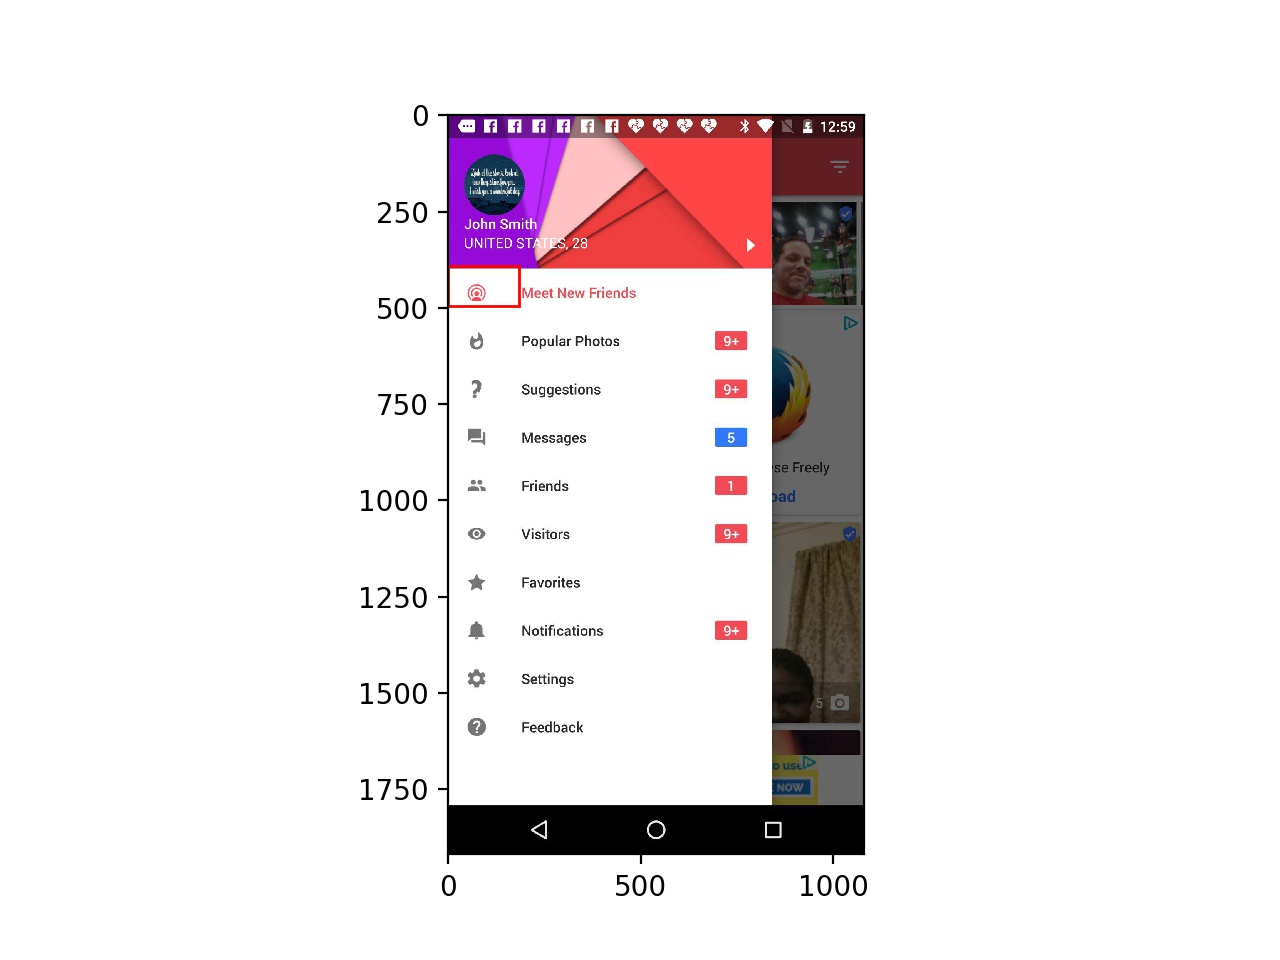 0
250
500
750
1000
1250
1500
1750
0
500
1000
12:59
John Smith
UNITED STATES, 28
Meet New Friends
Popular Photos 9+
Suggestions 9+
Messages 5
Friends 1
Visitors 9+
Favorites
Notifications 9+
Settings
Feedback
se Freely
oad
5
o use
NOW